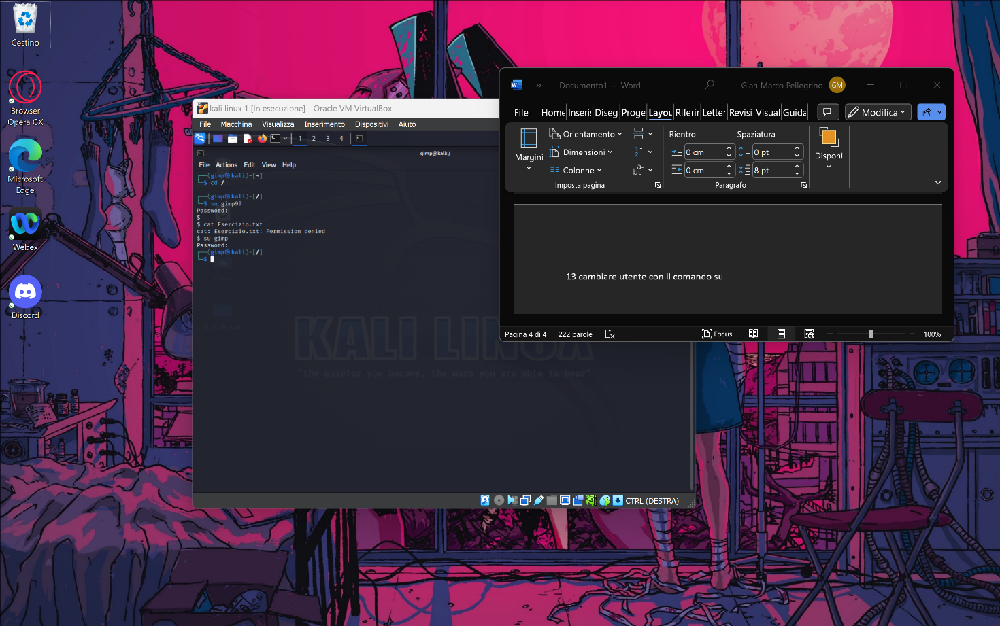 Cestino
Browser
Opera GX
Microsoft
Edge
Webex
Discord
kali linux 1 [In esecuzione] - Oracle VM VirtualBox
File Macchina Visualizza Inserimento Dispositivi Aiuto
1 2 3 4
gimp@kali: /
File Actions Edit View Help
┌──(gimp㉿kali)-[~]
└─$ cd /
┌──(gimp㉿kali)-[/]
└─$ su gimp99
Password:
$
$ cat Esercizio.txt
cat: Esercizio.txt: Permission denied
$ su gimp
Password:
┌──(gimp㉿kali)-[/]
└─$
KALI LINUX
"the quieter you become, the more you are able to hear"
CTRL (DESTRA)
Documento1 - Word
Gian Marco Pellegrino GM
File Home Inseri Diseg Proge Layou Riferir Letter Revisi Visual Guida
Modifica
Margini
Orientamento
Dimensioni
Colonne
Imposta pagina
Rientro Spaziatura
0 cm 0 pt
0 cm 8 pt
Paragrafo
Disponi
13 cambiare utente con il comando su
Pagina 4 di 4 222 parole Focus 100%